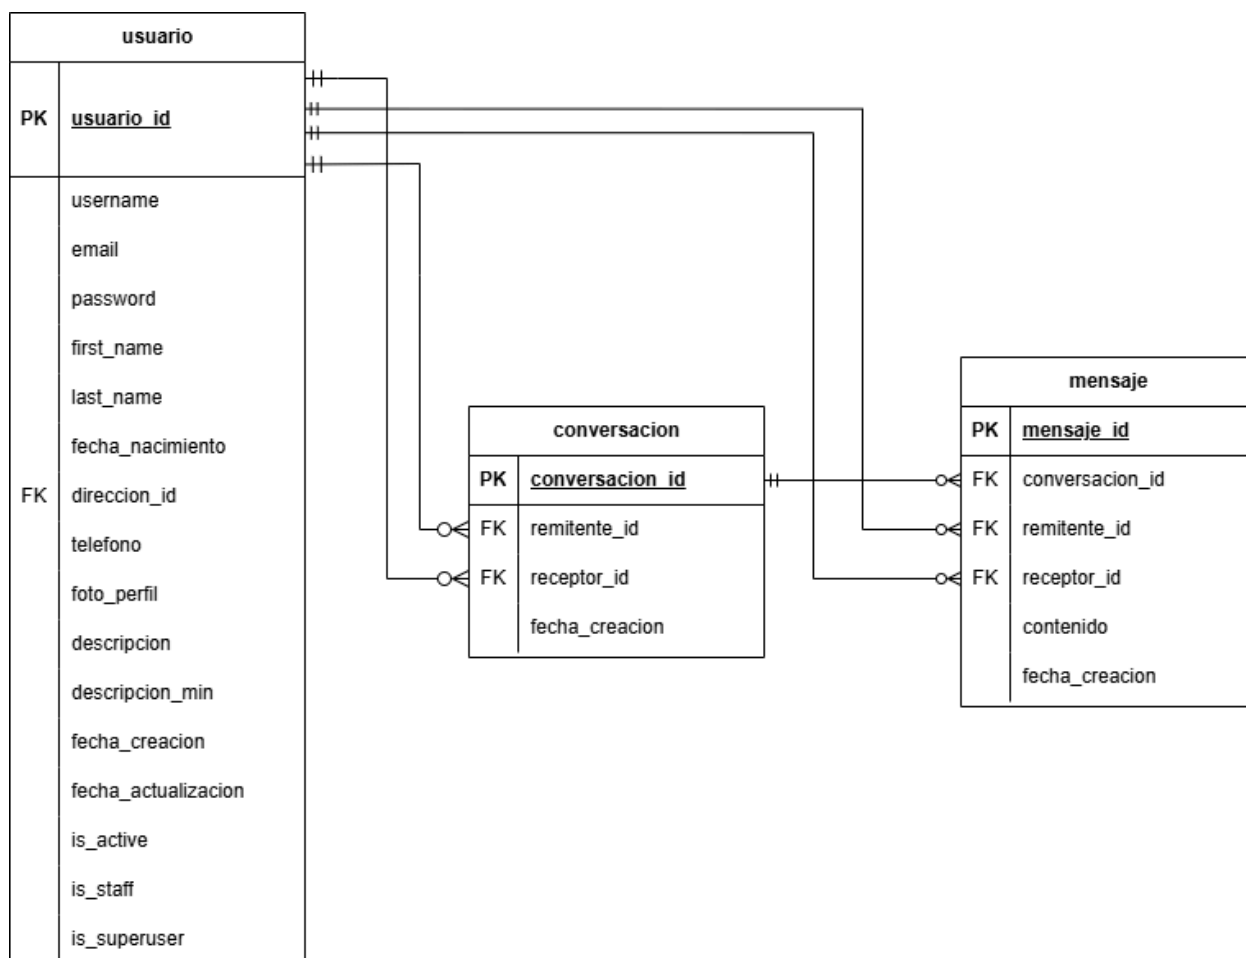 usuario
PK usuario_id
username
email
password
first_name
last_name
fecha_nacimiento
FK direccion_id
telefono
foto_perfil
descripcion
descripcion_min
fecha_creacion
fecha_actualizacion
is_active
is_staff
is_superuser
conversacion
PK conversacion_id
FK remitente_id
FK receptor_id
fecha_creacion
mensaje
PK mensaje_id
FK conversacion_id
FK remitente_id
FK receptor_id
contenido
fecha_creacion